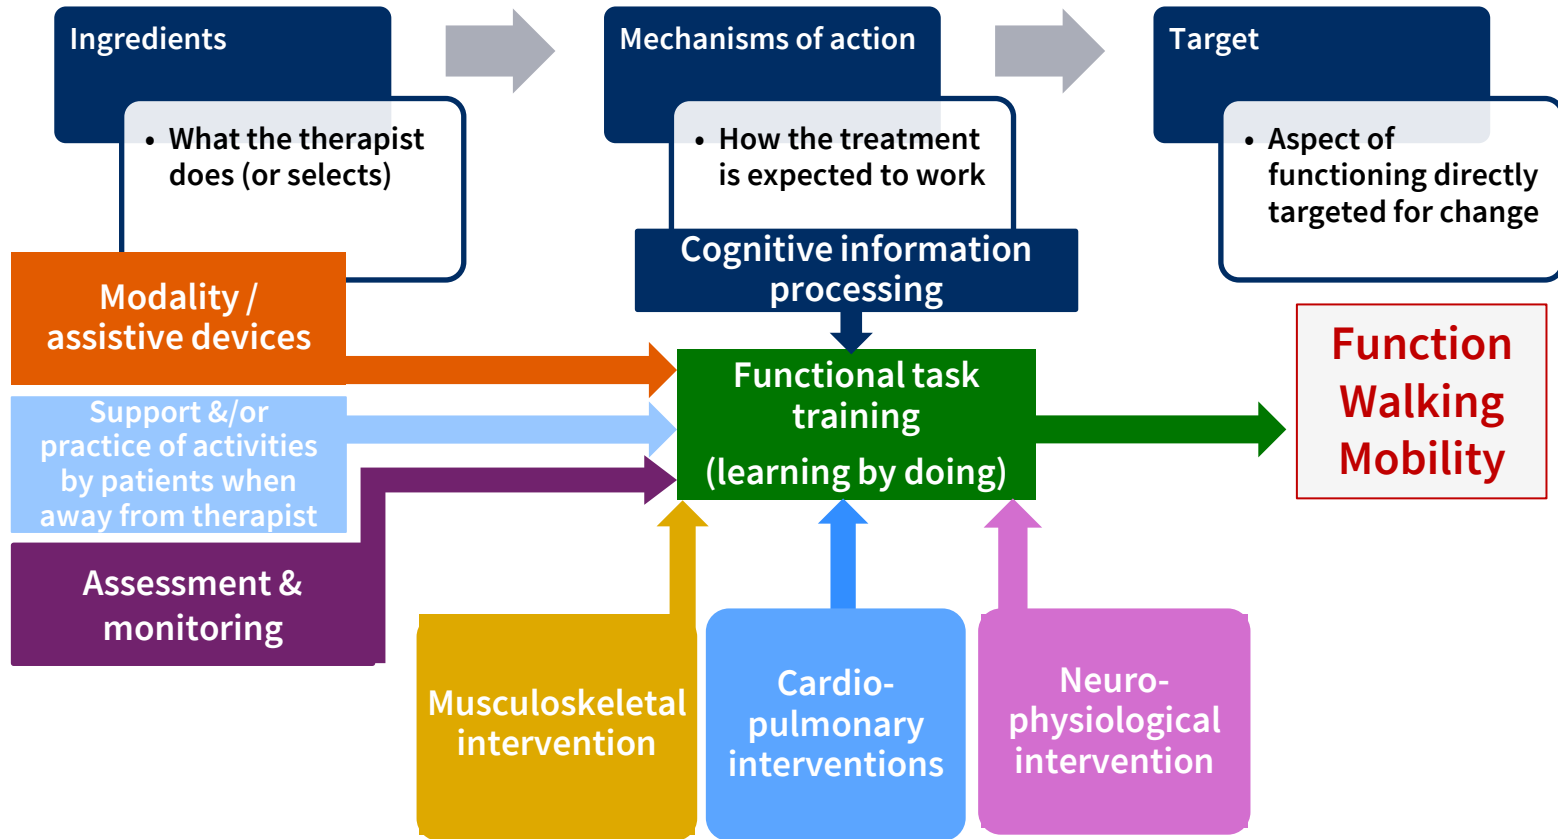 Ingredients
• What the therapist
does (or selects)
Mechanisms of action
• How the treatment
is expected to work
Target
• Aspect of
functioning directly
targeted for change
Cognitive information
processing
Modality /
assistive devices
Support &/or
practice of activities
by patients when
away from therapist
Assessment &
monitoring
Functional task
training
(learning by doing)
Function
Walking
Mobility
Musculoskeletal
intervention
Cardio-
pulmonary
interventions
Neuro-
physiological
intervention